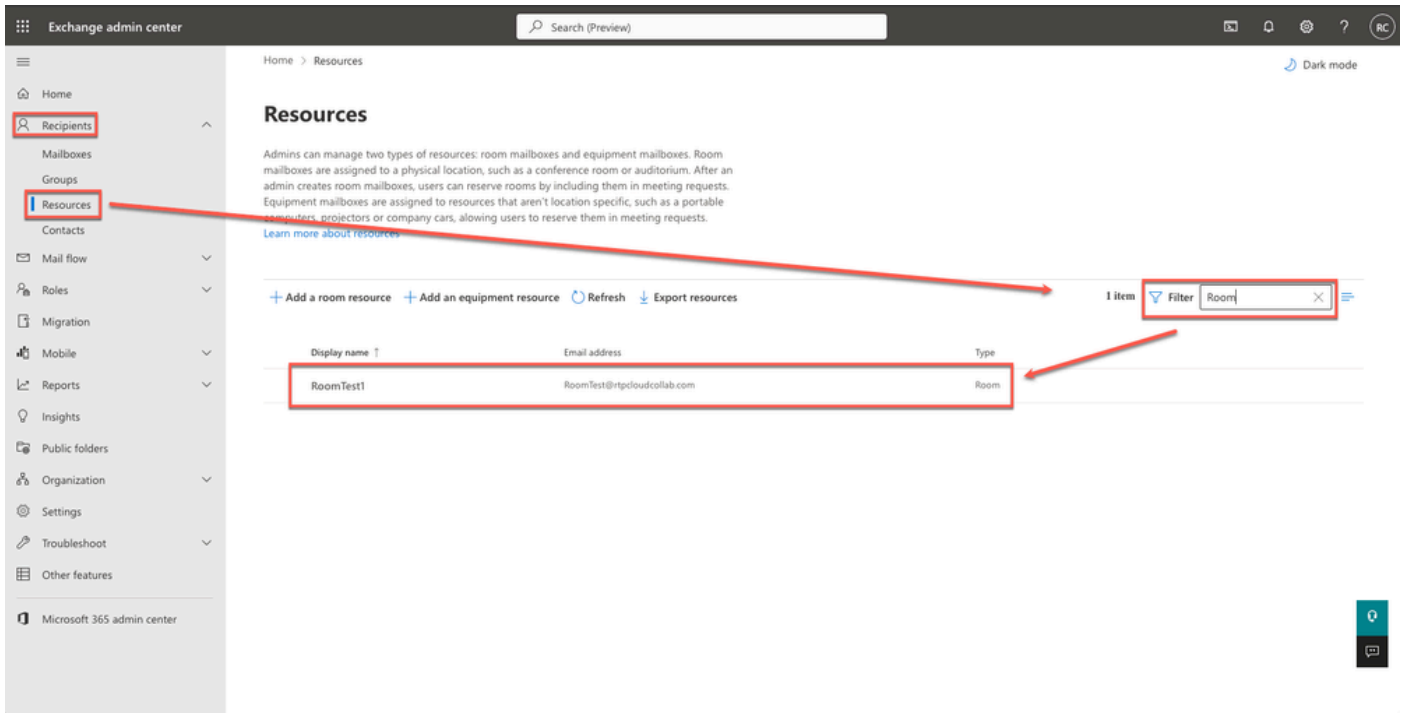 Exchange admin center
Search (Preview)
RC
Home > Resources
Dark mode
Home
Recipients
Mailboxes
Groups
Resources
Contacts
Mail flow
Roles
Migration
Mobile
Reports
Insights
Public folders
Organization
Settings
Troubleshoot
Other features
Microsoft 365 admin center
Resources
Admins can manage two types of resources: room mailboxes and equipment mailboxes. Room
mailboxes are assigned to a physical location, such as a conference room or auditorium. After an
admin creates room mailboxes, users can reserve rooms by including them in meeting requests.
Equipment mailboxes are assigned to resources that aren't location specific, such as a portable
computers, projectors or company cars, alowing users to reserve them in meeting requests.
Learn more about resources
Add a room resource Add an equipment resource Refresh Export resources 1 item Filter Room
Display name ↑ Email address Type
RoomTest1 RoomTest@rtpcloudcollab.com Room